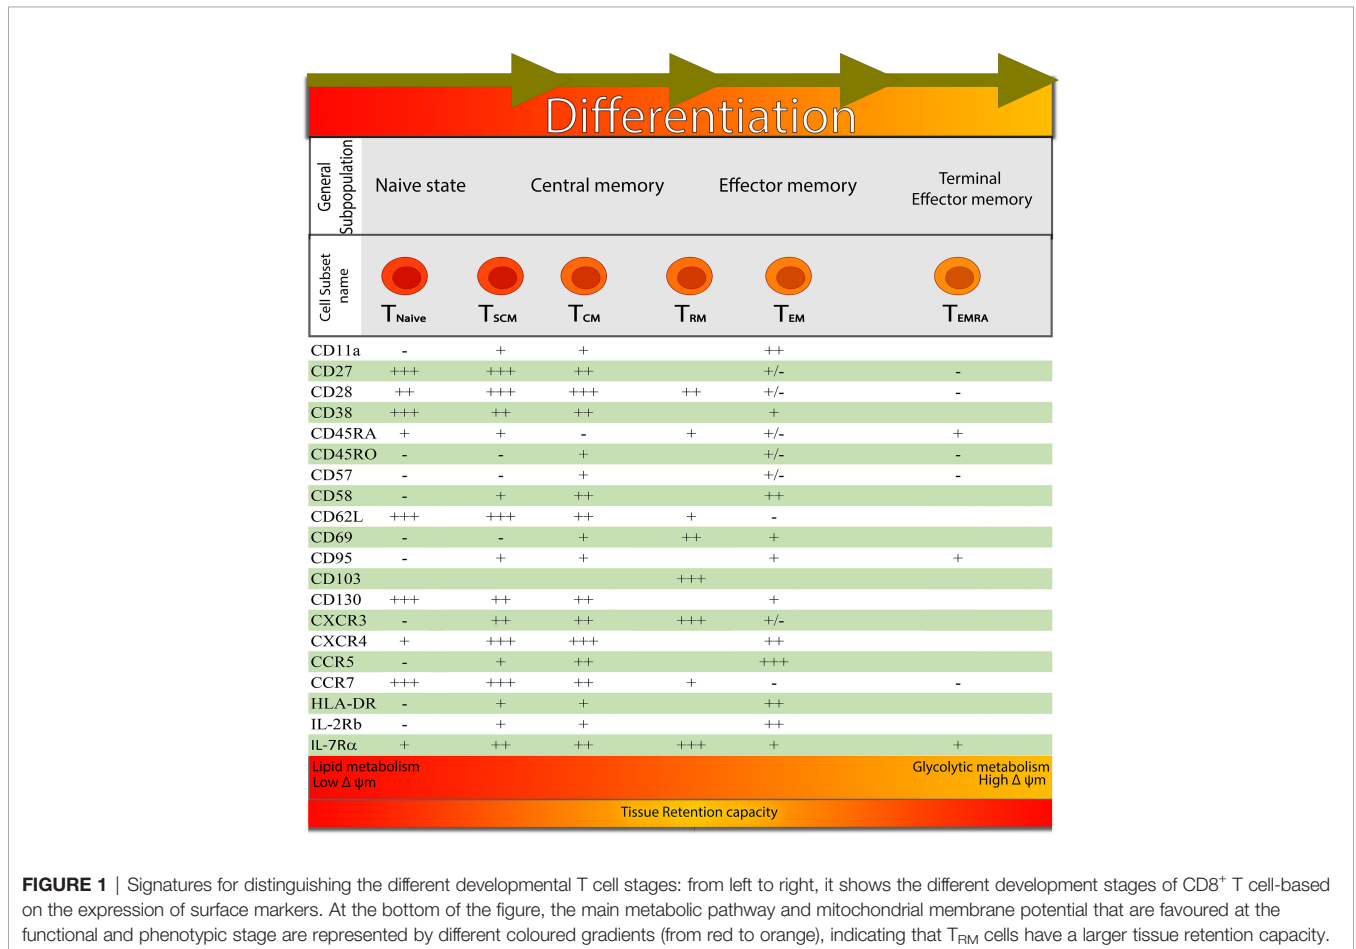 Differentiation
General Subpopulation
Naive state Central memory Effector memory Terminal Effector memory
Cell Subset name
T Naive T SCM T CM T RM T EM T EMRA
CD11a - + + ++
CD27 +++ +++ ++ +/- -
CD28 ++ +++ +++ ++ +/- -
CD38 +++ ++ ++ +
CD45RA + + - + +/- +
CD45RO - - + +/- -
CD57 - - + +/- -
CD58 - + ++ ++
CD62L +++ +++ ++ + -
CD69 - - + ++ +
CD95 - + + + +
CD103 +++
CD130 +++ ++ ++ +
CXCR3 - ++ ++ +++ +/-
CXCR4 + +++ +++ ++
CCR5 - + ++ +++
CCR7 +++ +++ ++ + - -
HLA-DR - + + ++
IL-2Rb - + + ++
IL-7Rα + ++ ++ +++ + +
Lipid metabolism Glycolytic metabolism
Low Δ ψm High Δ ψm
Tissue Retention capacity
FIGURE 1 | Signatures for distinguishing the different developmental T cell stages: from left to right, it shows the different development stages of CD8+ T cell-based
on the expression of surface markers. At the bottom of the figure, the main metabolic pathway and mitochondrial membrane potential that are favoured at the
functional and phenotypic stage are represented by different coloured gradients (from red to orange), indicating that TRM cells have a larger tissue retention capacity.